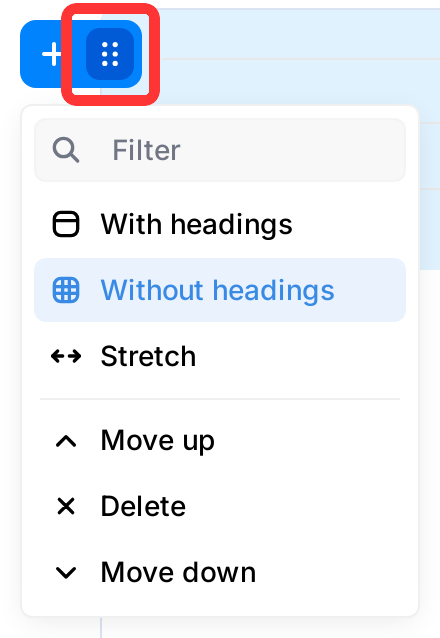 Filter
With headings
Without headings
Stretch
Move up
Delete
Move down